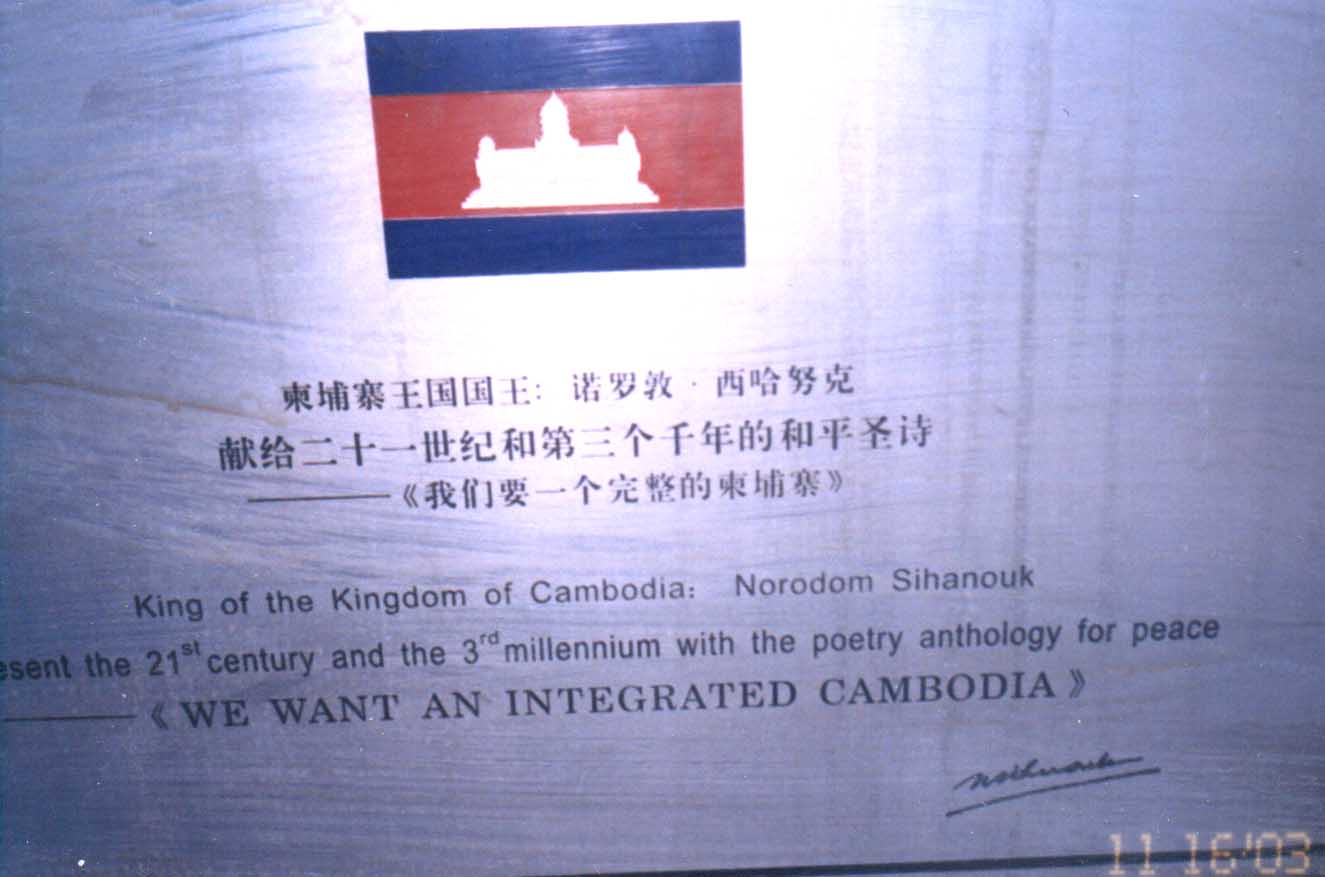 柬埔寨王国国王：诺罗敦·西哈努克
献给二十一世纪和第三个千年的和平圣诗
———《我们要一个完整的柬埔寨》
King of the Kingdom of Cambodia: Norodom Sihanouk
esent the 21st century and the 3rd millennium with the poetry anthology for peace
———《WE WANT AN INTEGRATED CAMBODIA》
11 16 '03